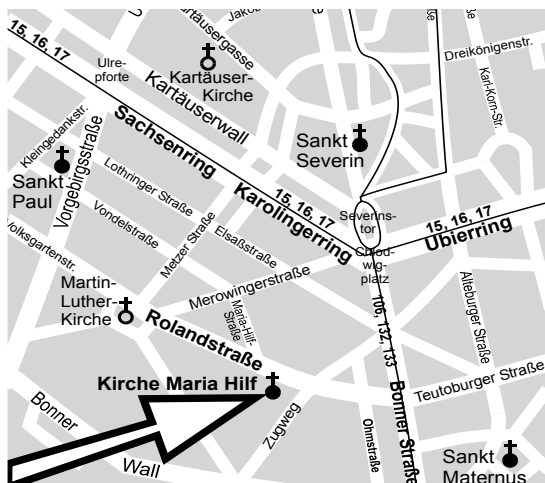 15, 16, 17
Kartäusergasse
Ulre-
pforte
Kartäuser-
Kirche
Kartäuserwall
Dreikönigenstr.
Karl-Korn-Str.
Kleingedankstr.
Sankt
Paul
Vorgebirgsstraße
Sachsenring
Sankt
Severin
Lothringer Straße
Karolingerring
15, 16, 17
Severins-
tor
15, 16, 17
Ubierring
Chlod-
wig-
platz
Volksgartenstr.
Vondelstraße
Metzer Straße
Elsaßstraße
Merowingerstraße
Alteburger Straße
Martin-
Luther-
Kirche
Rolandstraße
Maria-Hilf-
Straße
106, 132, 133
Bonner Straße
Kirche Maria Hilf
Teutoburger Straße
Bonner
Wall
Zugweg
Ohmstraße
Sankt
Maternus